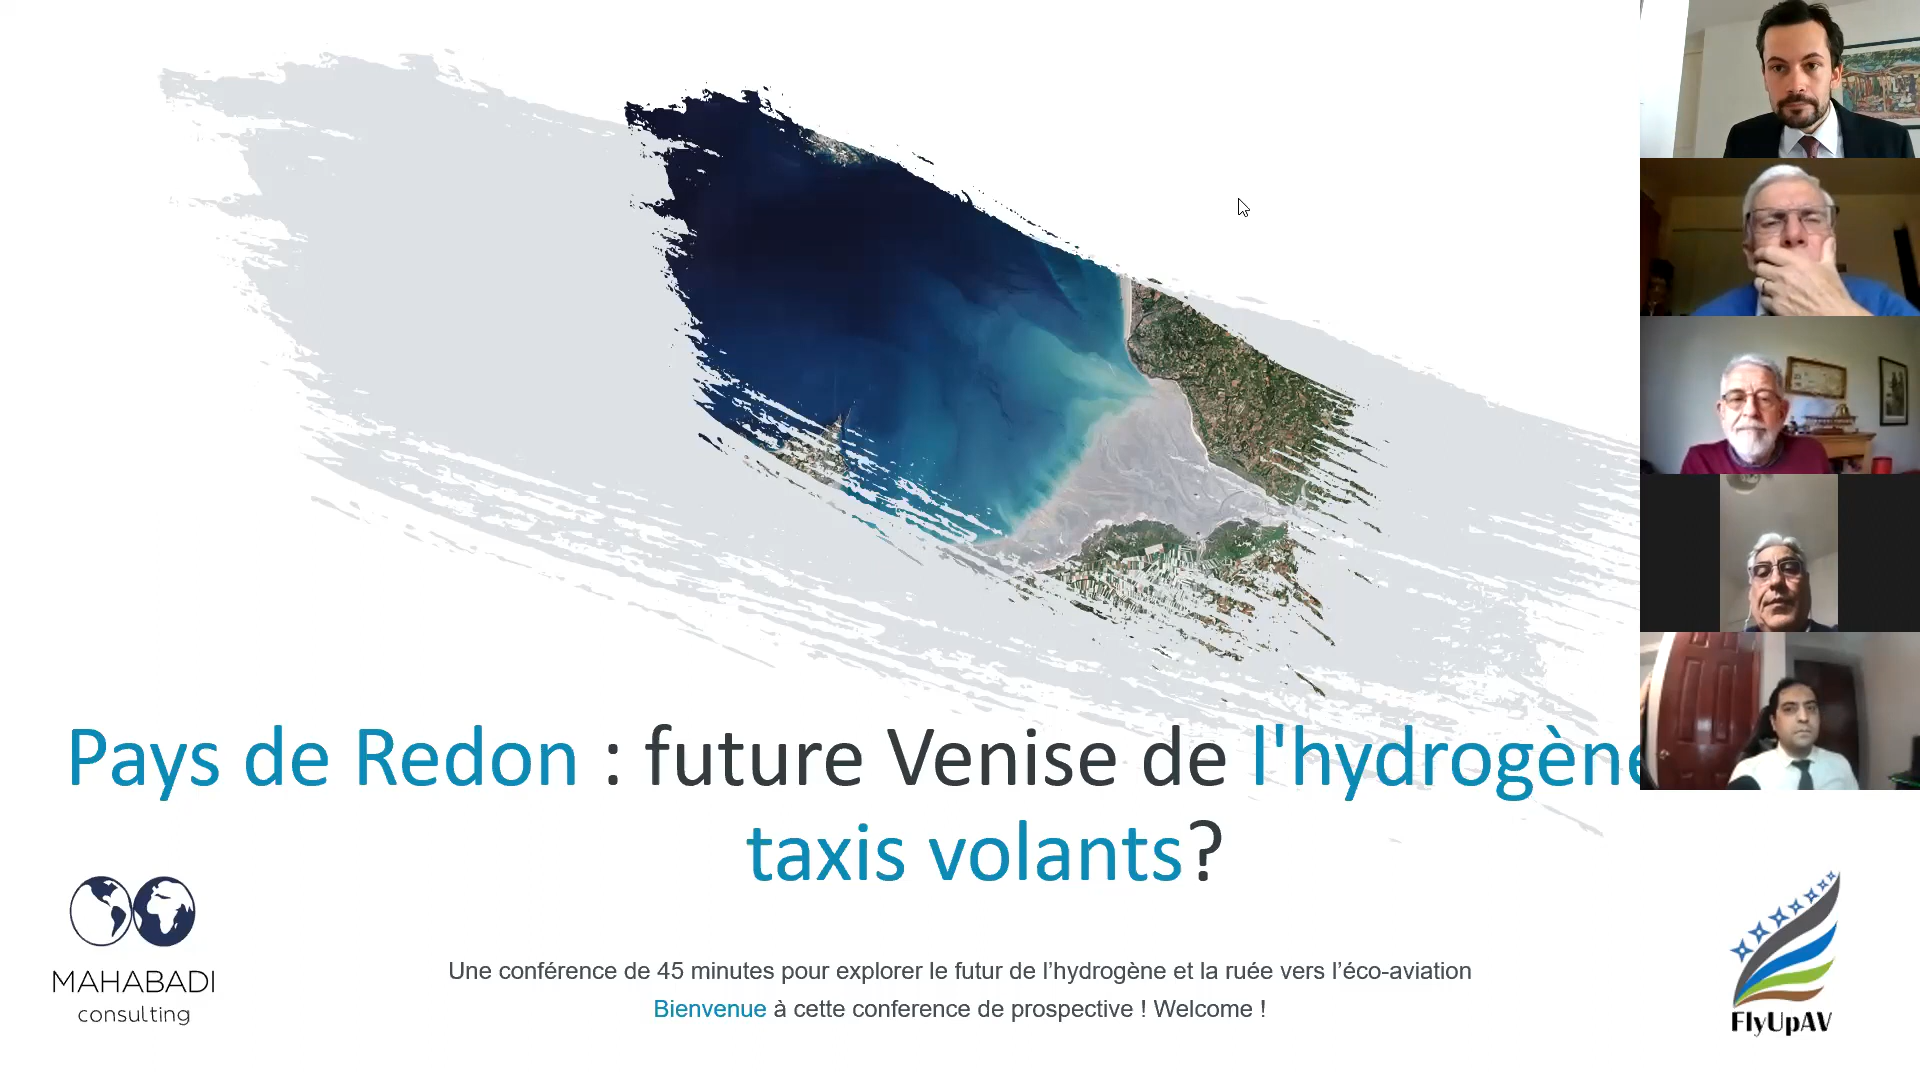 Pays de Redon : future Venise de l'hydrogène
taxis volants?
MAHABADI
consulting
Une conférence de 45 minutes pour explorer le futur de l’hydrogène et la ruée vers l’éco-aviation
Bienvenue à cette conference de prospective ! Welcome !
FlyUpAV